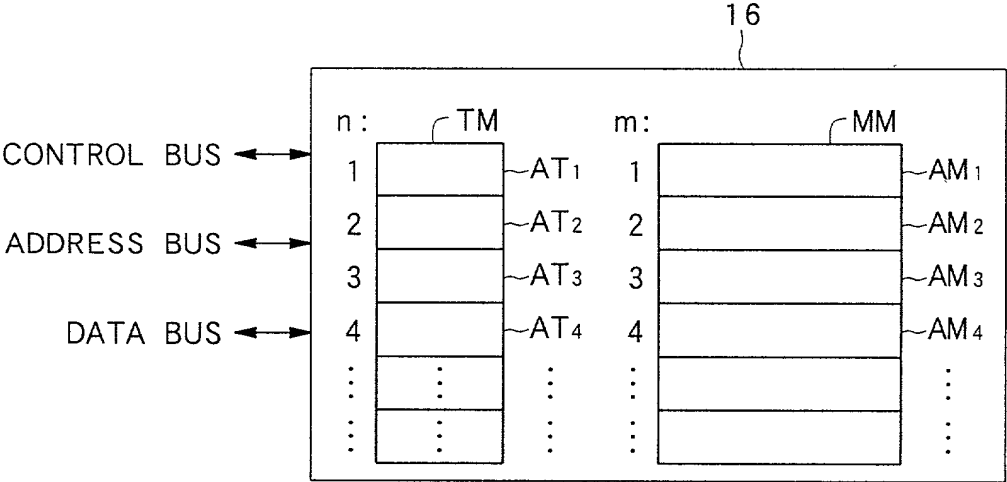 16
n: TM m: MM
CONTROL BUS 1 AT1 1 AM1
2 AT2 2 AM2
ADDRESS BUS
3 AT3 3 AM3
DATA BUS 4 AT4 4 AM4